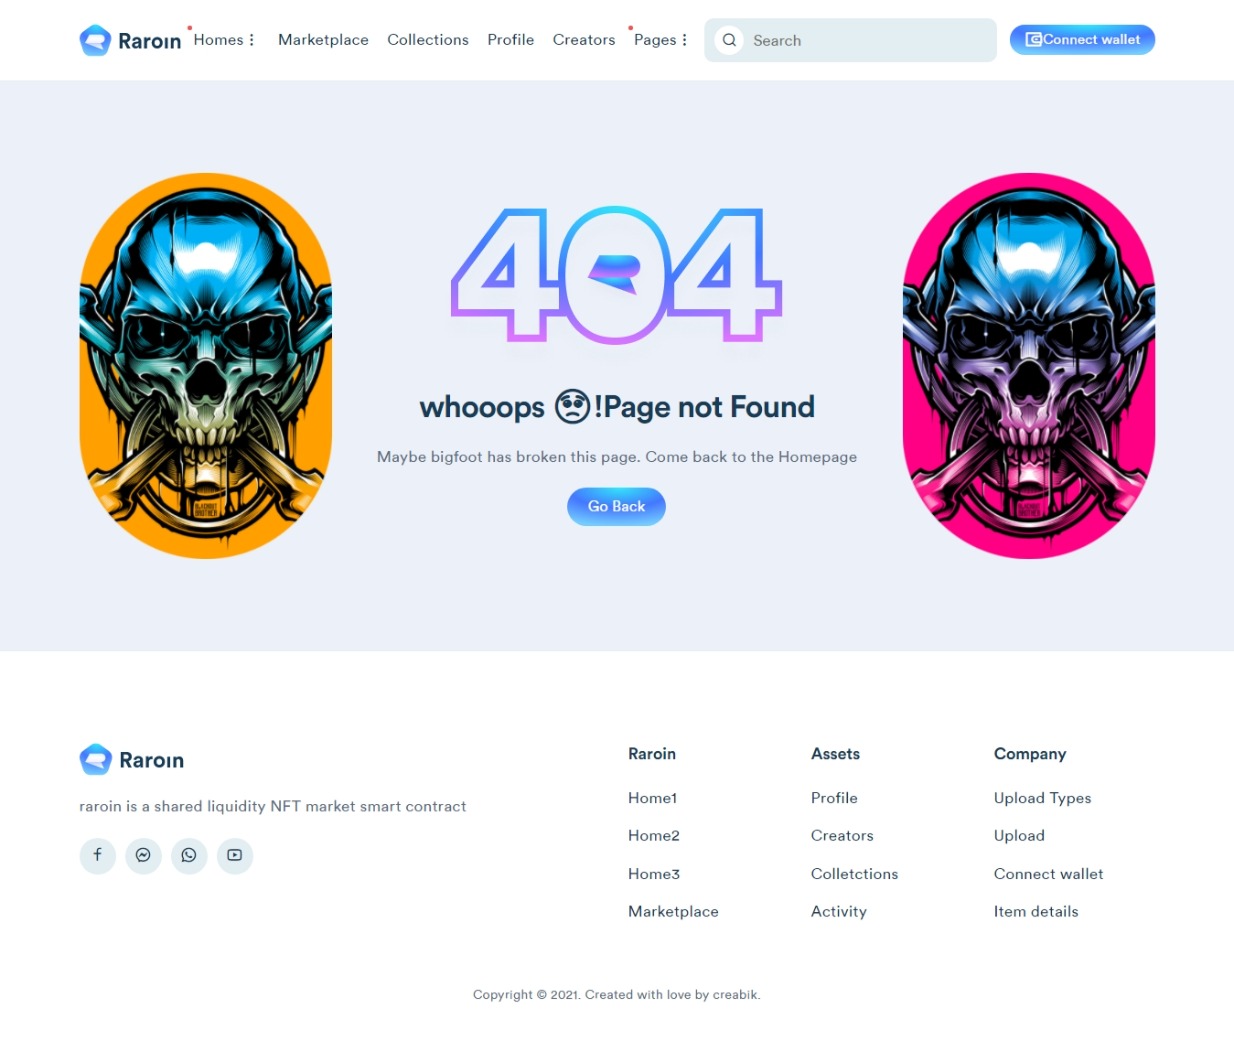 Raroin
Homes
Marketplace
Collections
Profile
Creators
Pages
Search
Connect wallet
404
whooops 😥!Page not Found
Maybe bigfoot has broken this page. Come back to the Homepage
Go Back
Raroin
raroin is a shared liquidity NFT market smart contract
Raroin
Home1
Home2
Home3
Marketplace
Assets
Profile
Creators
Colletctions
Activity
Company
Upload Types
Upload
Connect wallet
Item details
Copyright © 2021. Created with love by creabik.